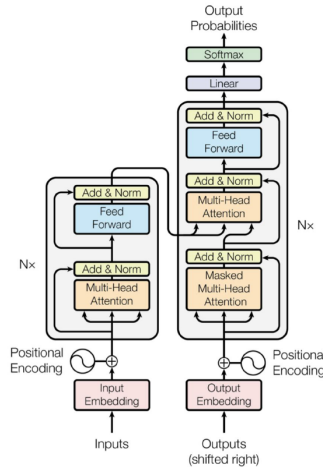 Output
Probabilities
Softmax
Linear
Add & Norm
Feed
Forward
Add & Norm
Multi-Head
Attention
Add & Norm
Masked
Multi-Head
Attention
Nx
Positional
Encoding
Output
Embedding
Outputs
(shifted right)
Add & Norm
Feed
Forward
Add & Norm
Multi-Head
Attention
Nx
Positional
Encoding
Input
Embedding
Inputs